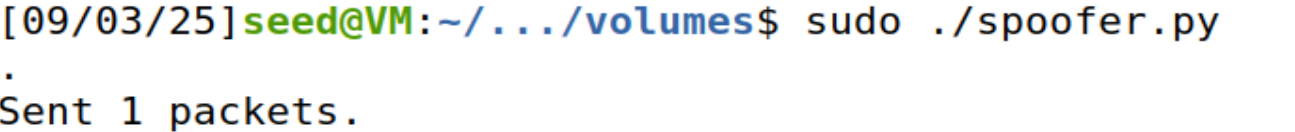 [09/03/25]seed@VM:~/.../volumes$ sudo ./spoofer.py
.
Sent 1 packets.